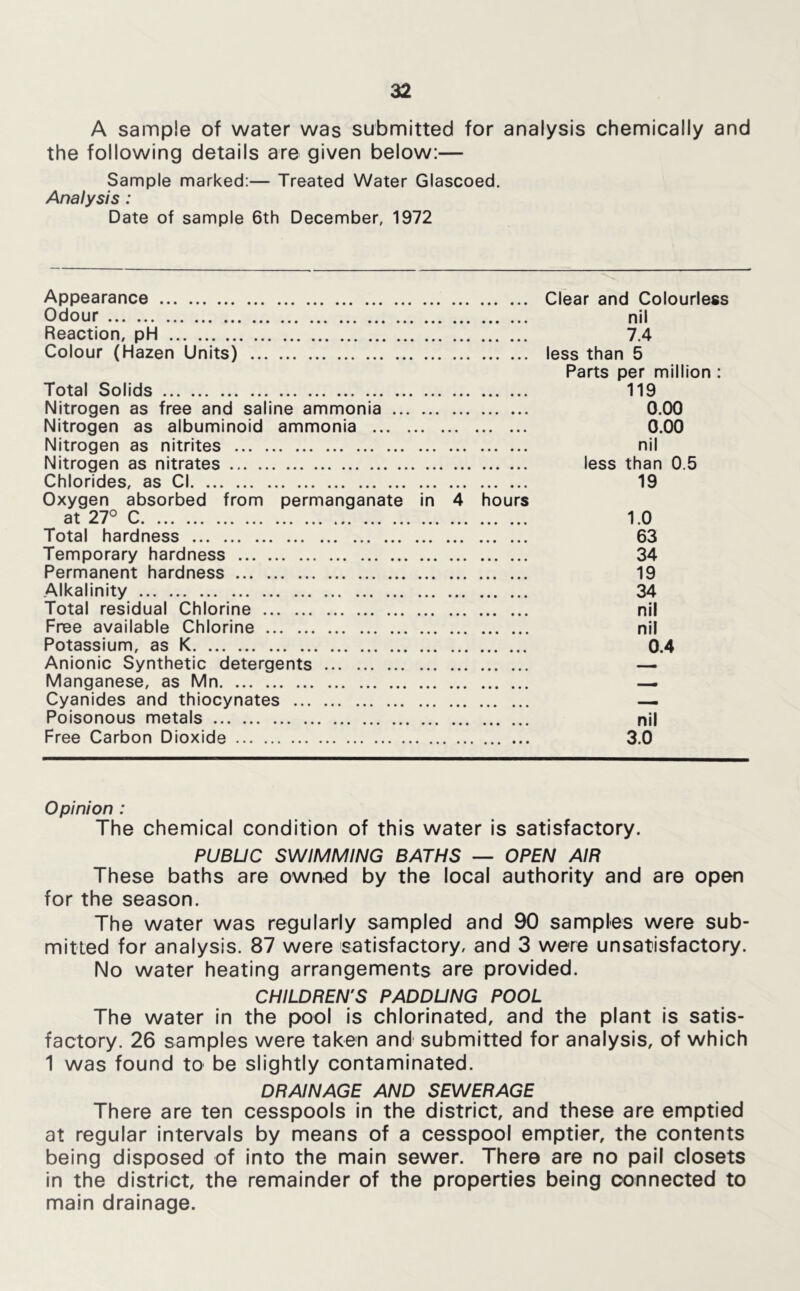 32
A sample of water was submitted for analysis chemically and
the following details are given below:—
Sample marked:— Treated Water Glascoed.
Analysis :
Date of sample 6th December, 1972
Appearance ... ... ... ... ... ... ... ... ... ... ... ... ... Clear and Colourless
Odour ... ... ... ... ... ... ... ... ... ... ... ... ... ... nil
Reaction, pH ... ... ... ... ... ... ... ... ... ... ... ... ... 7.4
Colour (Hazen Units) ... ... ... ... ... ... ... ... ... ... less than 5
Parts per million :
Total Solids ... ... ... ... ... ... ... ... ... ... ... ... ... 119
Nitrogen as free and saline ammonia ... ... ... ... ... 0.00
Nitrogen as albuminoid ammonia ... ... ... ... ... 0.00
Nitrogen as nitrites ... ... ... ... ... ... ... ... ... ... nil
Nitrogen as nitrates ... ... ... ... ... ... ... ... ... ... less than 0.5
Chlorides, as Cl. ... ... ... ... ... ... ... ... ... ... ... 19
Oxygen absorbed from permanganate in 4 hours
at 27° C. ... ... ... ... ... ... ... ... ... ... ... ... ... 1.0
Total hardness ... ... ... ... ... ... ... ... ... ... ... 63
Temporary hardness ... ... ... ... ... ... ... ... ... ... 34
Permanent hardness ... ... ... ... ... ... ... ... ... ... 19
Alkalinity ... ... ... ... ... ... ... ... ... ... ... ... ... 34
Total residual Chlorine ... ... ... ... ... ... ... ... ... nil
Free available Chlorine ... ... ... ... ... ... ... ... ... nil
Potassium, as K. ... ... ... ... ... ... ... ... ... ... ... 0.4
Anionic Synthetic detergents ... ... ... ... ... ... ... —
Manganese, as Mn. ... ... ... ... ... ... ... ... ... ... —
Cyanides and thiocynates ... ... ... ... ... ... ... ... —
Poisonous metals ... ... ... ... ... ... ... ... ... ... ... nil
Free Carbon Dioxide ... ... ... ... ... ... ... ... ... ... 3.0
Opinion :
The chemical condition of this water is satisfactory.
PUBLIC SWIMMING BATHS — OPEN AIR
These baths are owned by the local authority and are open
for the season.
The water was regularly sampled and 90 samples were sub-
mitted for analysis. 87 were satisfactory, and 3 were unsatisfactory.
No water heating arrangements are provided.
CHILDREN'S PADDLING POOL
The water in the pool is chlorinated, and the plant is satis-
factory. 26 samples were taken and submitted for analysis, of which
1 was found to be slightly contaminated.
DRAINAGE AND SEWERAGE
There are ten cesspools in the district, and these are emptied
at regular intervals by means of a cesspool emptier, the contents
being disposed of into the main sewer. There are no pail closets
in the district, the remainder of the properties being connected to
main drainage.